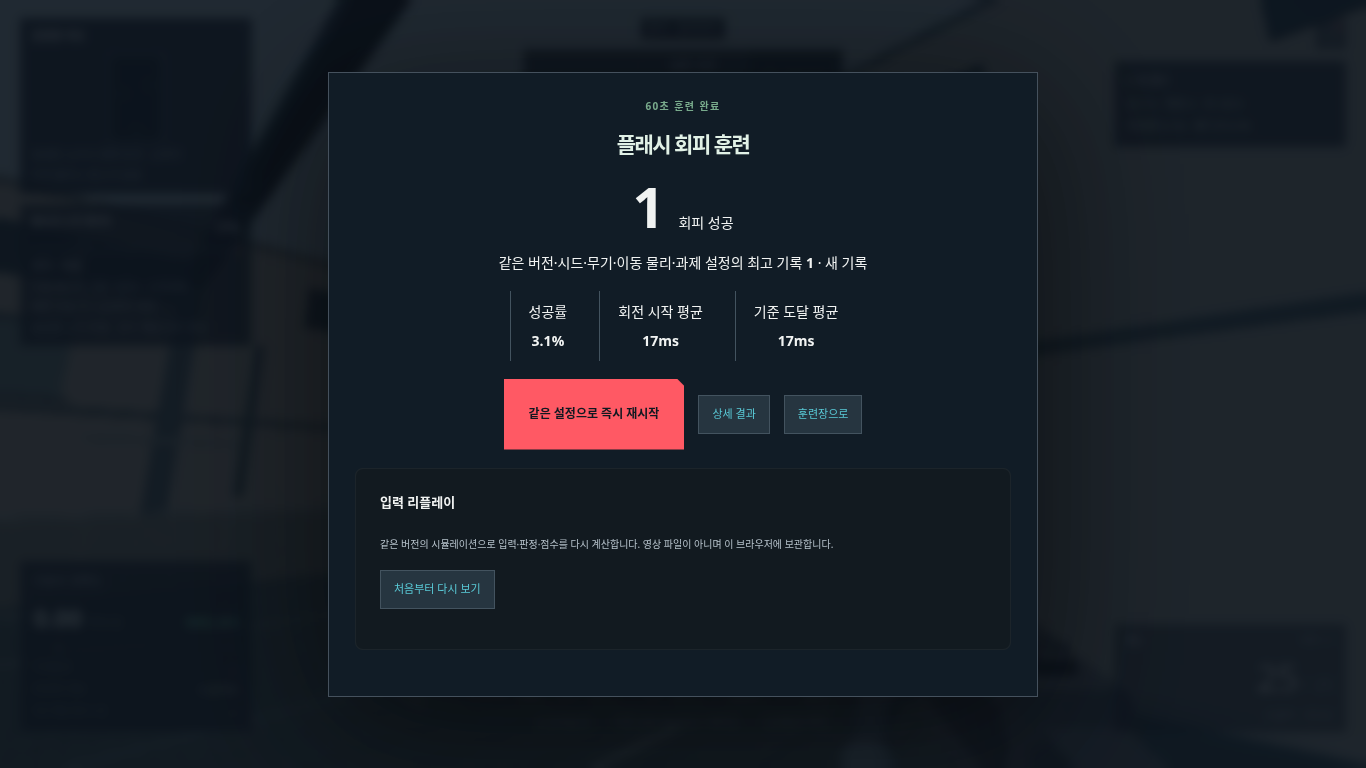 60초 훈련 완료
플래시 회피 훈련
1 회피 성공
같은 버전·시드·무기·이동 물리·과제 설정의 최고 기록 1 · 새 기록
성공률 회전 시작 평균 기준 도달 평균
3.1% 17ms 17ms
같은 설정으로 즉시 재시작 상세 결과 훈련장으로
입력 리플레이
같은 버전의 시뮬레이션으로 입력·판정·점수를 다시 계산합니다. 영상 파일이 아니며 이 브라우저에 보관합니다.
처음부터 다시 보기